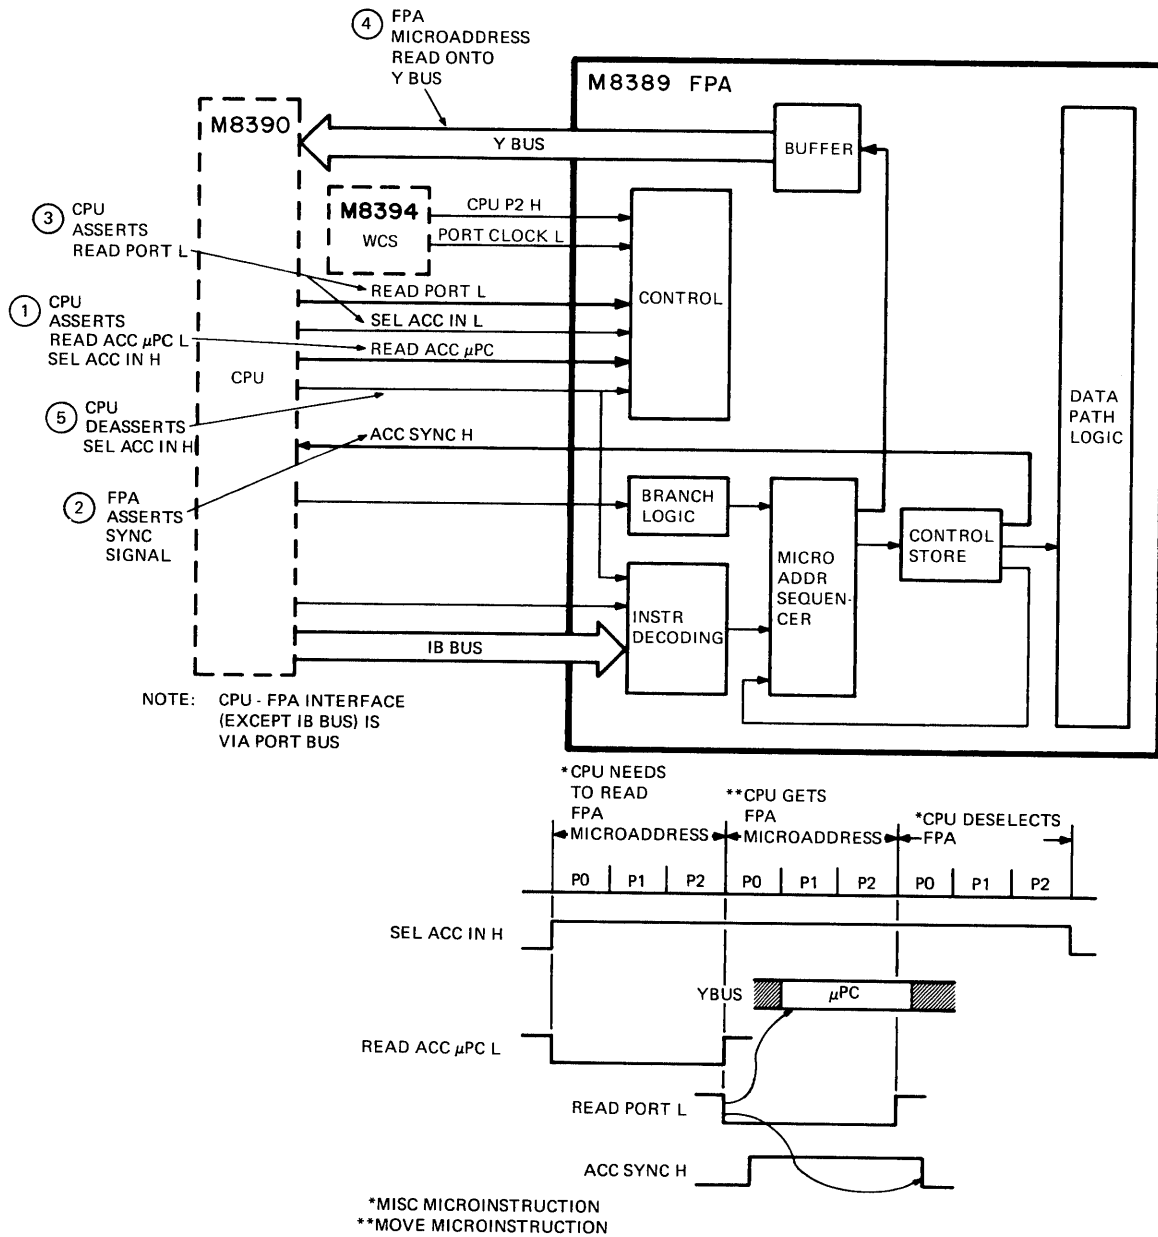 4 FPA
MICROADDRESS
READ ONTO
Y BUS
M8389 FPA
M8390
Y BUS
BUFFER
M8394
WCS
CPU P2 H
PORT CLOCK L
3 CPU
ASSERTS
READ PORT L
READ PORT L
CONTROL
SEL ACC IN L
1 CPU
ASSERTS
READ ACC μPC L
SEL ACC IN H
READ ACC μPC
CPU
5 CPU
DEASSERTS
SEL ACC IN H
ACC SYNC H
DATA
PATH
LOGIC
2 FPA
ASSERTS
SYNC
SIGNAL
BRANCH
LOGIC
MICRO
ADDR
SEQUEN-
CER
CONTROL
STORE
INSTR
DECODING
IB BUS
NOTE: CPU - FPA INTERFACE
(EXCEPT IB BUS) IS
VIA PORT BUS
*CPU NEEDS
TO READ
FPA
MICROADDRESS
**CPU GETS
FPA
MICROADDRESS
*CPU DESELECTS
FPA
P0 P1 P2 P0 P1 P2 P0 P1 P2
SEL ACC IN H
YBUS μPC
READ ACC μPC L
READ PORT L
ACC SYNC H
*MISC MICROINSTRUCTION
**MOVE MICROINSTRUCTION